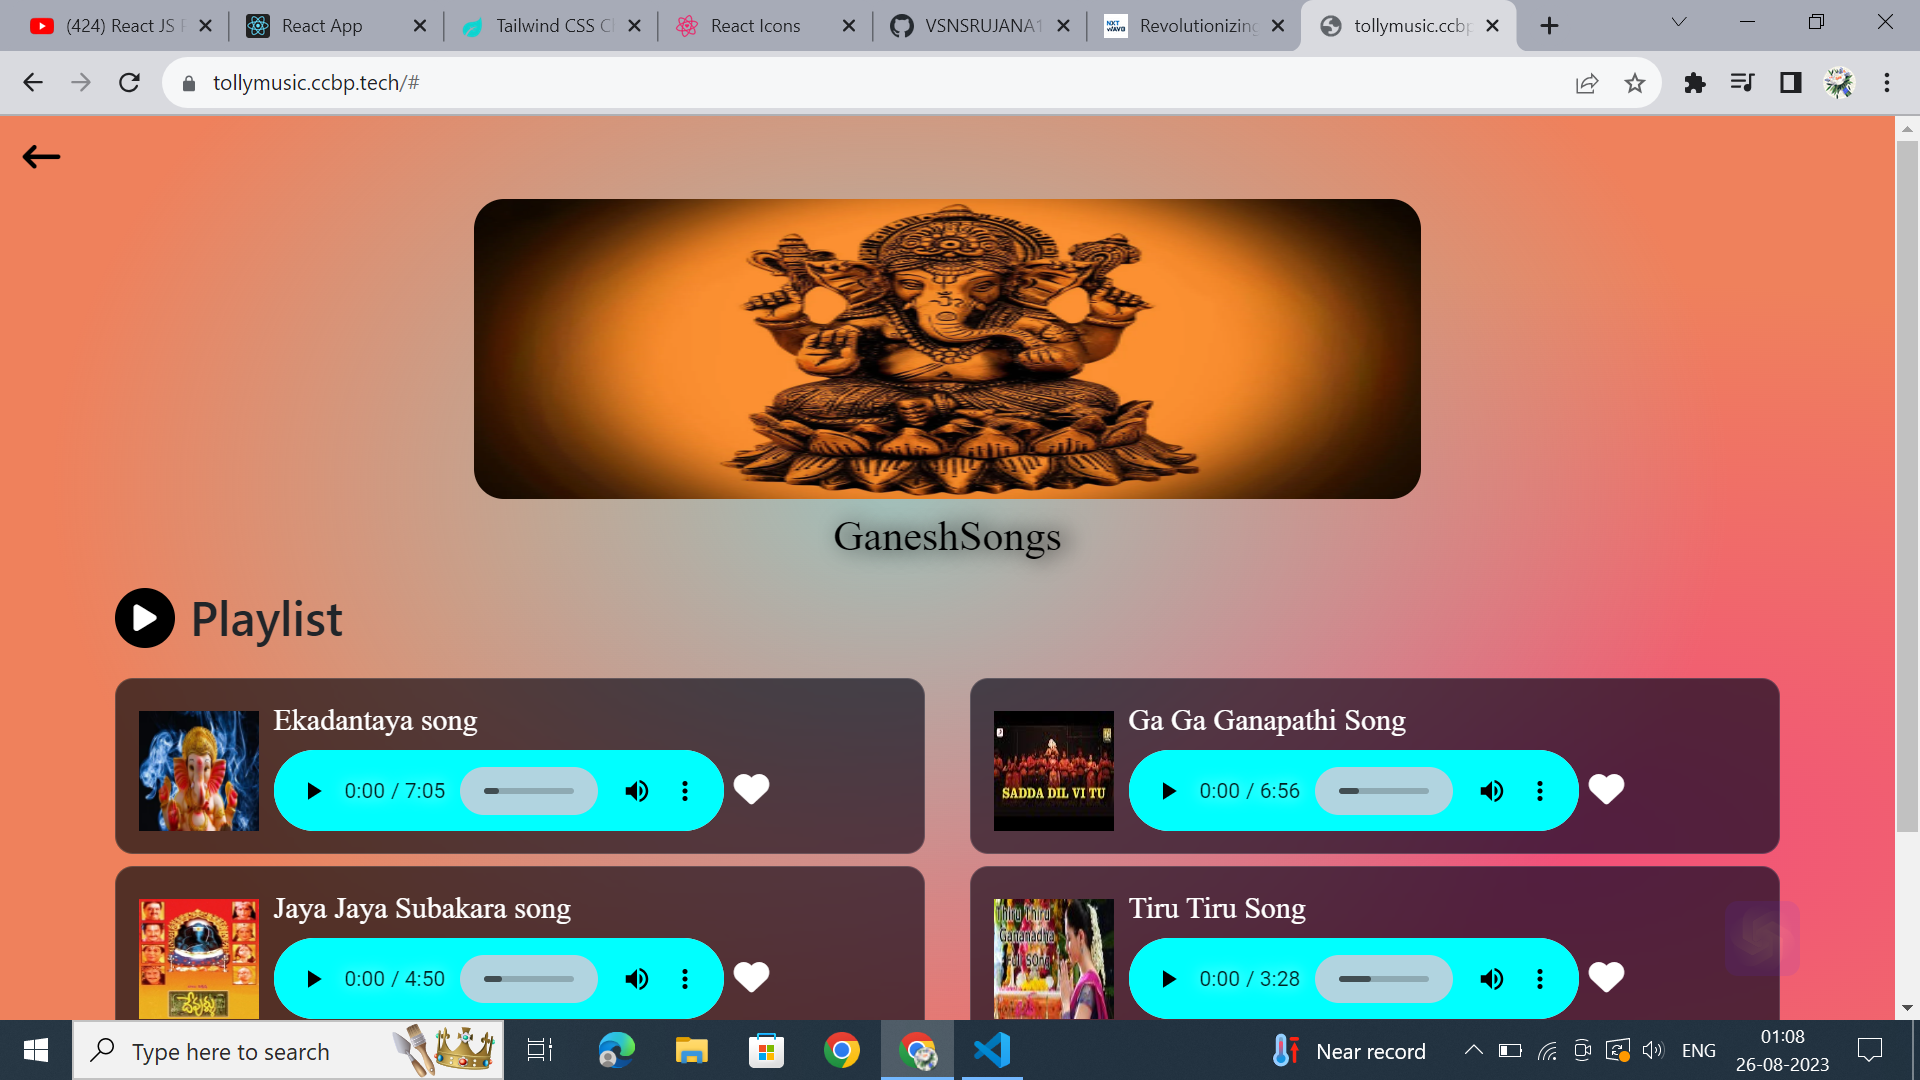 (424) React JS
React App
Tailwind CSS C
React Icons
VSNSRUJANA1
NXT WAVE
Revolutionizing
tollymusic.ccbp
tollymusic.ccbp.tech/#
GaneshSongs
Playlist
Ekadantaya song
0:00 / 7:05
SADDA DIL VI TU
Ga Ga Ganapathi Song
0:00 / 6:56
Jaya Jaya Subakara song
0:00 / 4:50
Thiru Thiru
Gananadha
Full SOng
Tiru Tiru Song
0:00 / 3:28
Type here to search
Near record
ENG
01:08
26-08-2023